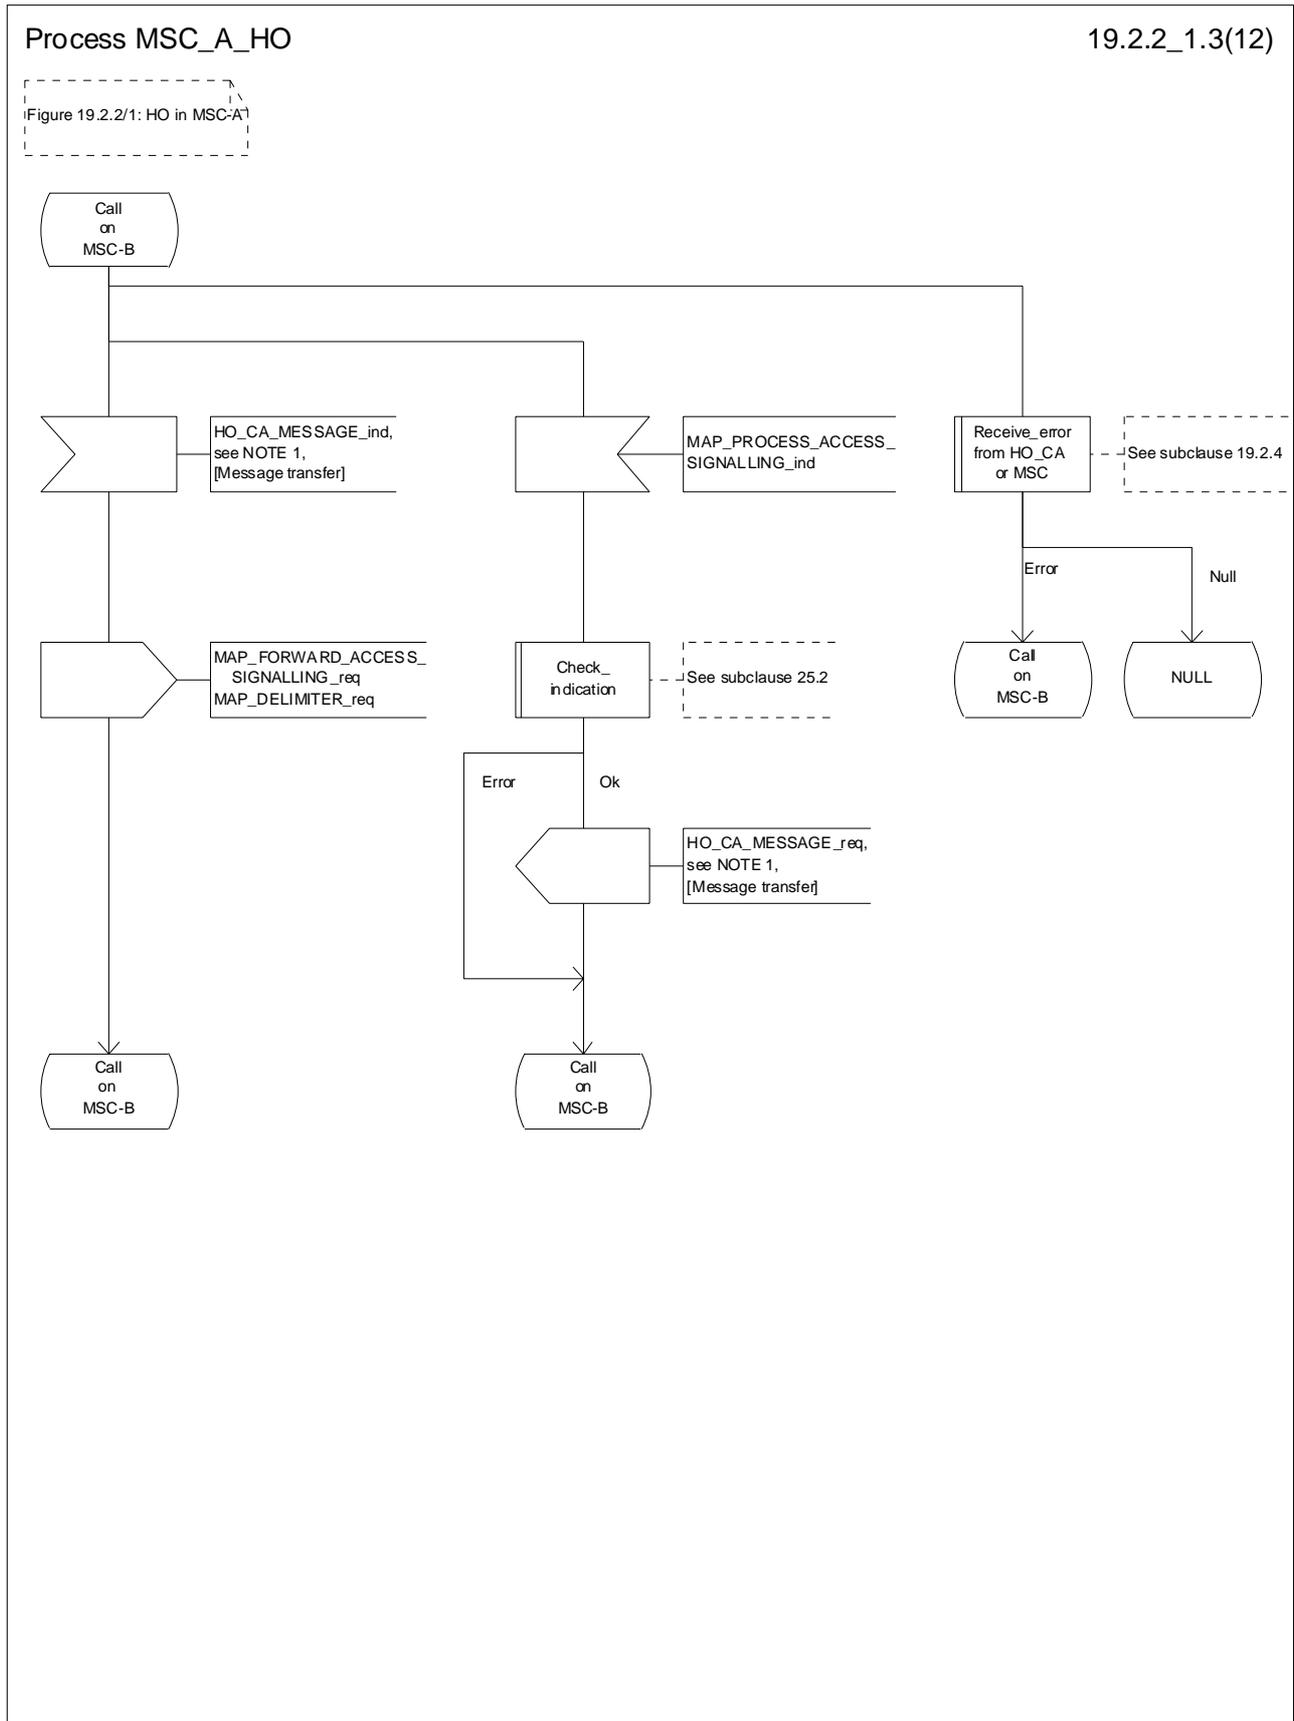 Process MSC_A_HO
19.2.2_1.3(12)
Figure 19.2.2/1: HO in MSC-A
Call
on
MSC-B
HO_CA_MESSAGE_ind,
see NOTE 1,
[Message transfer]
MAP_PROCESS_ACCESS_
SIGNALLING_ind
Receive_error
from HO_CA
or MSC
See subclause 19.2.4
Error
Null
MAP_FORWARD_ACCESS_
SIGNALLING_req
MAP_DELIMITER_req
Check_
indication
See subclause 25.2
Call
on
MSC-B
NULL
Error
Ok
HO_CA_MESSAGE_req,
see NOTE 1,
[Message transfer]
Call
on
MSC-B
Call
on
MSC-B